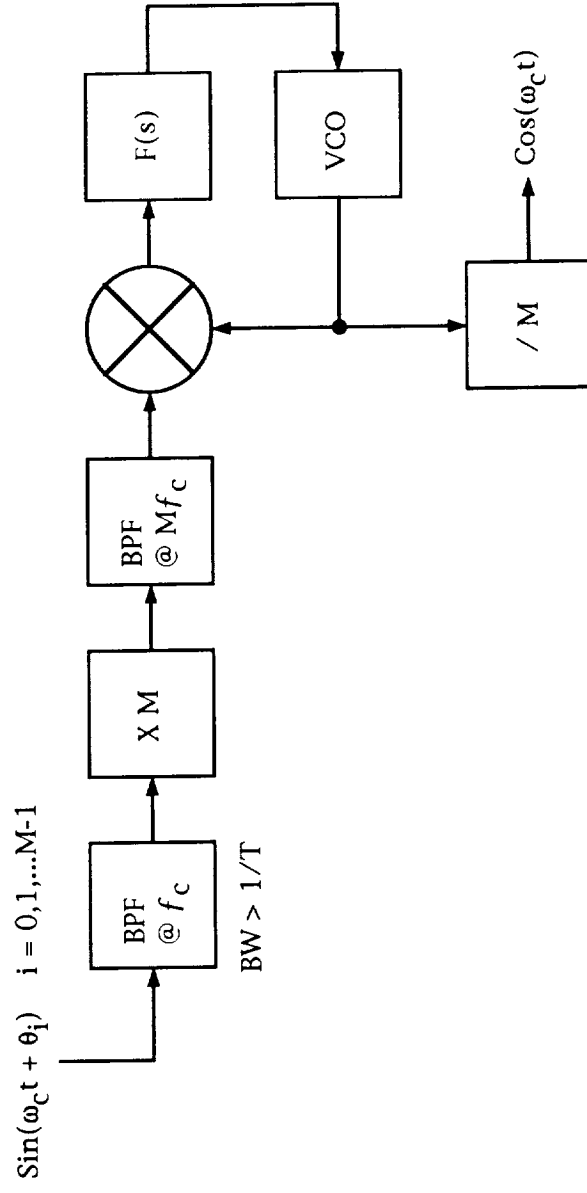 Sin(ω_c t + θ_i) i = 0,1,...M-1
BPF
@ f_c
BW > 1/T
X M
BPF
@ Mf_c
F(s)
VCO
/ M
Cos(ω_c t)